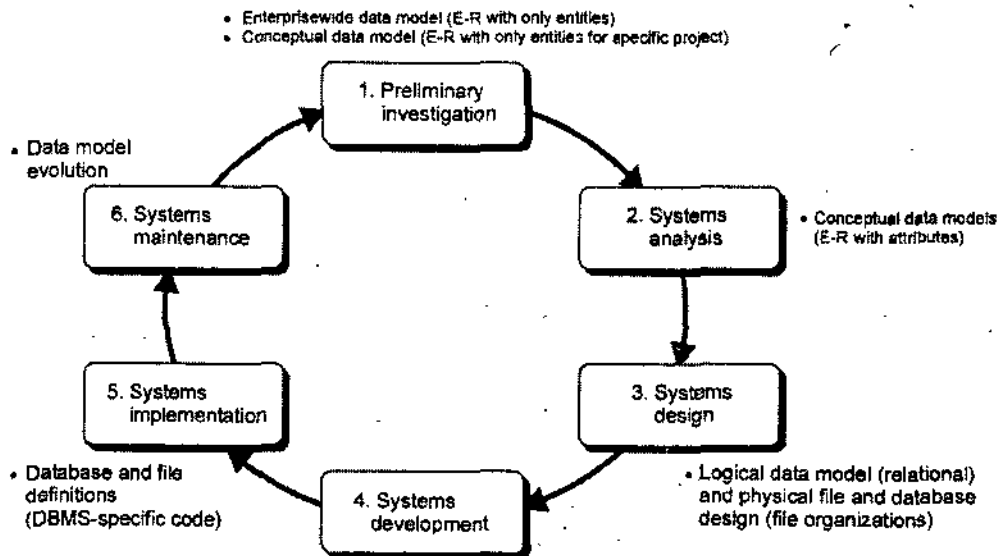 • Enterprisewide data model (E-R with only entities)
• Conceptual data model (E-R with only entities for specific project)
1. Preliminary
investigation
• Data model
evolution
6. Systems
maintenance
2. Systems
analysis
• Conceptual data models
(E-R with attributes)
5. Systems
implementation
3. Systems
design
• Database and file
definitions
(DBMS-specific code)
4. Systems
development
• Logical data model (relational)
and physical file and database
design (file organizations)